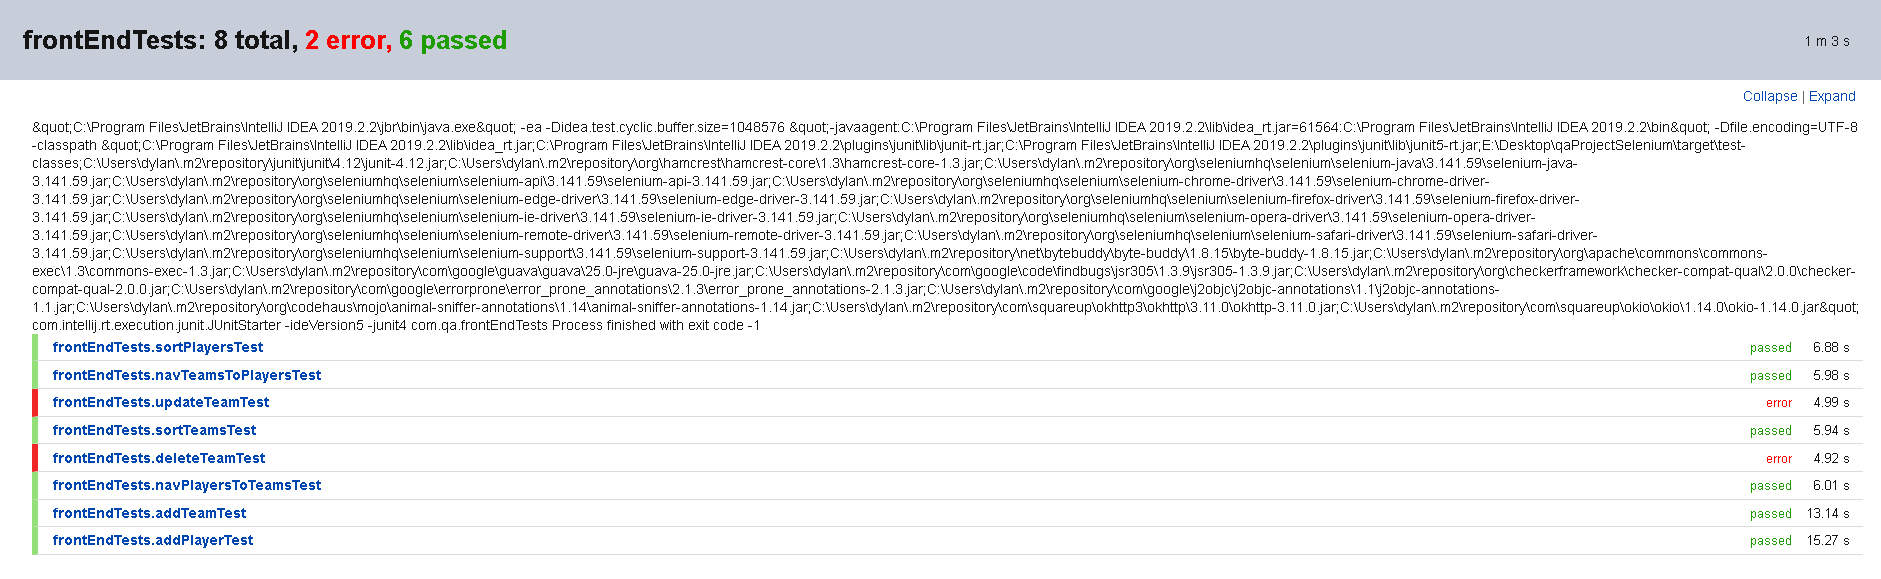 frontEndTests: 8 total, 2 error, 6 passed
1 m 3 s
Collapse | Expand
&quot;C:\Program Files\JetBrains\IntelliJ IDEA 2019.2.2\jbr\bin\java.exe&quot; -ea -Didea.test.cyclic.buffer.size=1048576 &quot;-javaagent:C:\Program Files\JetBrains\IntelliJ IDEA 2019.2.2\lib\idea_rt.jar=61564:C:\Program Files\JetBrains\IntelliJ IDEA 2019.2.2\bin&quot; -Dfile.encoding=UTF-8
-classpath &quot;C:\Program Files\JetBrains\IntelliJ IDEA 2019.2.2\lib\idea_rt.jar;C:\Program Files\JetBrains\IntelliJ IDEA 2019.2.2\plugins\junit\lib\junit-rt.jar;C:\Program Files\JetBrains\IntelliJ IDEA 2019.2.2\plugins\junit\lib\junit5-rt.jar;E:\Desktop\qaProjectSelenium\target\test-
classes;C:\Users\dylan\.m2\repository\junit\junit\4.12\junit-4.12.jar;C:\Users\dylan\.m2\repository\org\hamcrest\hamcrest-core\1.3\hamcrest-core-1.3.jar;C:\Users\dylan\.m2\repository\org\seleniumhq\selenium\selenium-java\3.141.59\selenium-java-
3.141.59.jar;C:\Users\dylan\.m2\repository\org\seleniumhq\selenium\selenium-api\3.141.59\selenium-api-3.141.59.jar;C:\Users\dylan\.m2\repository\org\seleniumhq\selenium\selenium-chrome-driver\3.141.59\selenium-chrome-driver-
3.141.59.jar;C:\Users\dylan\.m2\repository\org\seleniumhq\selenium\selenium-edge-driver\3.141.59\selenium-edge-driver-3.141.59.jar;C:\Users\dylan\.m2\repository\org\seleniumhq\selenium\selenium-firefox-driver\3.141.59\selenium-firefox-driver-
3.141.59.jar;C:\Users\dylan\.m2\repository\org\seleniumhq\selenium\selenium-ie-driver\3.141.59\selenium-ie-driver-3.141.59.jar;C:\Users\dylan\.m2\repository\org\seleniumhq\selenium\selenium-opera-driver\3.141.59\selenium-opera-driver-
3.141.59.jar;C:\Users\dylan\.m2\repository\org\seleniumhq\selenium\selenium-remote-driver\3.141.59\selenium-remote-driver-3.141.59.jar;C:\Users\dylan\.m2\repository\org\seleniumhq\selenium\selenium-safari-driver\3.141.59\selenium-safari-driver-
3.141.59.jar;C:\Users\dylan\.m2\repository\org\seleniumhq\selenium\selenium-support\3.141.59\selenium-support-3.141.59.jar;C:\Users\dylan\.m2\repository\net\bytebuddy\byte-buddy\1.8.15\byte-buddy-1.8.15.jar;C:\Users\dylan\.m2\repository\org\apache\commons\commons-
exec\1.3\commons-exec-1.3.jar;C:\Users\dylan\.m2\repository\com\google\guava\guava\25.0-jre\guava-25.0-jre.jar;C:\Users\dylan\.m2\repository\com\google\code\findbugs\jsr305\1.3.9\jsr305-1.3.9.jar;C:\Users\dylan\.m2\repository\org\checkerframework\checker-compat-qual\2.0.0\checker-
compat-qual-2.0.0.jar;C:\Users\dylan\.m2\repository\com\google\errorprone\error_prone_annotations\2.1.3\error_prone_annotations-2.1.3.jar;C:\Users\dylan\.m2\repository\com\google\j2objc\j2objc-annotations\1.1\j2objc-annotations-
1.1.jar;C:\Users\dylan\.m2\repository\org\codehaus\mojo\animal-sniffer-annotations\1.14\animal-sniffer-annotations-1.14.jar;C:\Users\dylan\.m2\repository\com\squareup\okhttp3\okhttp\3.11.0\okhttp-3.11.0.jar;C:\Users\dylan\.m2\repository\com\squareup\okio\okio\1.14.0\okio-1.14.0.jar&quot;
com.intellij.rt.execution.junit.JUnitStarter -ideVersion5 -junit4 com.qa.frontEndTests Process finished with exit code -1
frontEndTests.sortPlayersTest passed 6.88 s
frontEndTests.navTeamsToPlayersTest passed 5.98 s
frontEndTests.updateTeamTest error 4.99 s
frontEndTests.sortTeamsTest passed 5.94 s
frontEndTests.deleteTeamTest error 4.92 s
frontEndTests.navPlayersToTeamsTest passed 6.01 s
frontEndTests.addTeamTest passed 13.14 s
frontEndTests.addPlayerTest passed 15.27 s